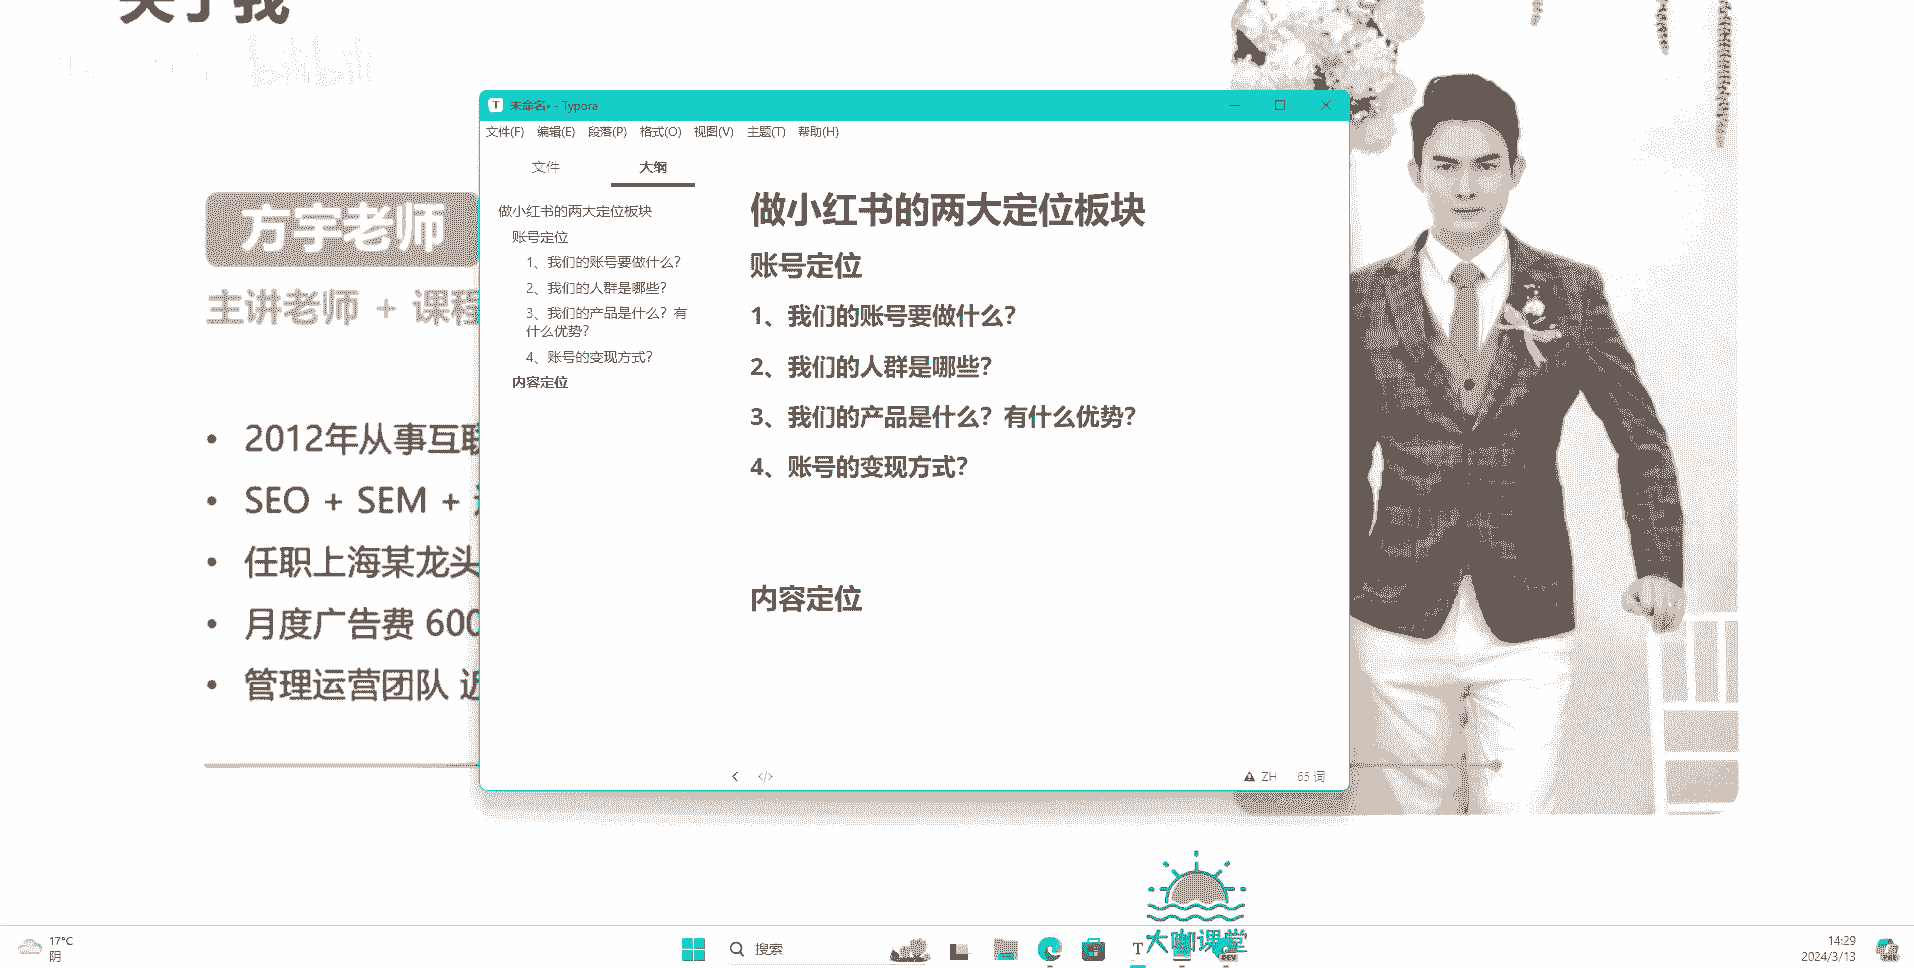 关于我
bilibili
未命名• - Typora
文件(F) 编辑(E) 段落(P) 格式(O) 视图(V) 主题(T) 帮助(H)
文件 大纲
做小红书的两大定位板块
账号定位
1、我们的账号要做什么？
2、我们的人群是哪些？
3、我们的产品是什么？有
什么优势？
4、账号的变现方式？
内容定位
做小红书的两大定位板块
账号定位
1、我们的账号要做什么？
2、我们的人群是哪些？
3、我们的产品是什么？有什么优势？
4、账号的变现方式？
内容定位
ZH 65 词
方宇老师
主讲老师 + 课程
• 2012年从事互联
• SEO + SEM +
• 任职上海某龙头
• 月度广告费 600
• 管理运营团队 近
大咖课堂
17°C
阴
搜索
14:29
2024/3/13